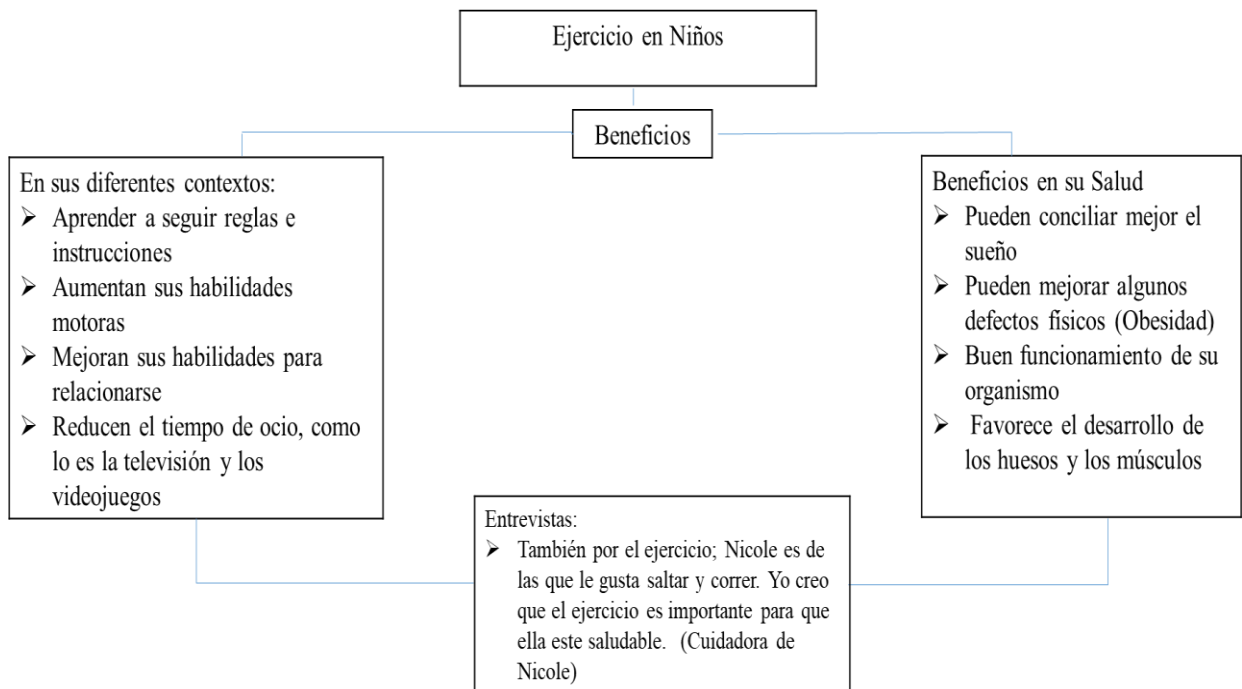 Ejercicio en Niños
Beneficios
En sus diferentes contextos:
➢ Aprender a seguir reglas e
instrucciones
➢ Aumentan sus habilidades
motoras
➢ Mejoran sus habilidades para
relacionarse
➢ Reducen el tiempo de ocio, como
lo es la televisión y los
videojuegos
Beneficios en su Salud
➢ Pueden conciliar mejor el
sueño
➢ Pueden mejorar algunos
defectos físicos (Obesidad)
➢ Buen funcionamiento de su
organismo
➢ Favorece el desarrollo de
los huesos y los músculos
Entrevistas:
➢ También por el ejercicio; Nicole es de
las que le gusta saltar y correr. Yo creo
que el ejercicio es importante para que
ella este saludable. (Cuidadora de
Nicole)